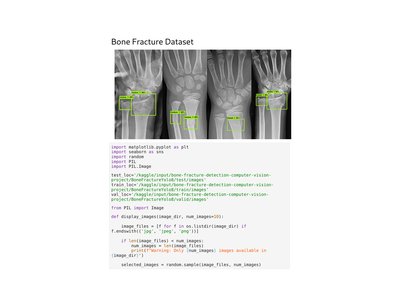 Bone Fracture Dataset
import matplotlib.pyplot as plt
import seaborn as sns
import random
import PIL
import PIL.Image
test_loc='/kaggle/input/bone-fracture-detection-computer-vision-
project/BoneFractureYolo8/test/images'
train_loc='/kaggle/input/bone-fracture-detection-computer-vision-
project/BoneFractureYolo8/train/images'
val_loc='/kaggle/input/bone-fracture-detection-computer-vision-
project/BoneFractureYolo8/valid/images'
from PIL import Image
def display_images(image_dir, num_images=10):
image_files = [f for f in os.listdir(image_dir) if
f.endswith(('jpg', 'jpeg', 'png'))]
if len(image_files) < num_images:
num_images = len(image_files)
print(f"Warning: Only {num_images} images available in
{image_dir}")
selected_images = random.sample(image_files, num_images)